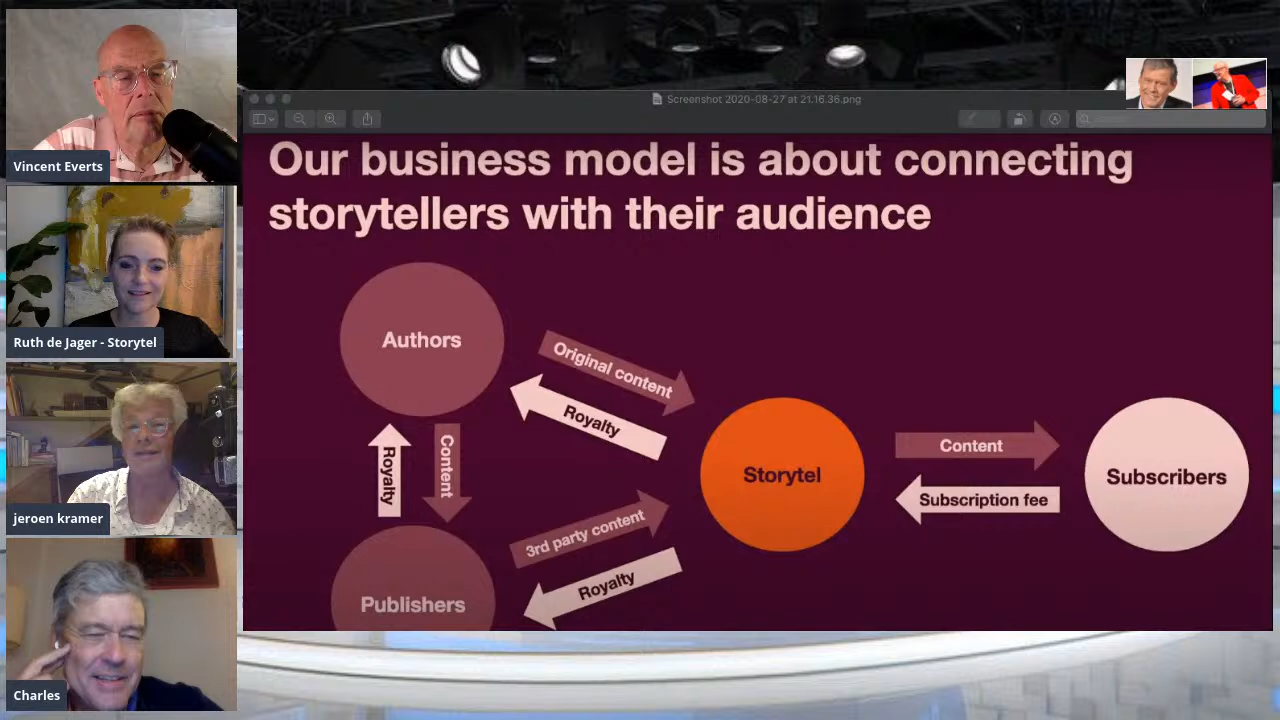 Vincent Everts
Ruth de Jager - Storytel
jeroen kramer
Charles
Screenshot 2020-08-27 at 21.16.36.png
Our business model is about connecting
storytellers with their audience
Authors
Original content
Royalty
Royalty
Content
Storytel
Content
Subscription fee
Subscribers
3rd party content
Royalty
Publishers